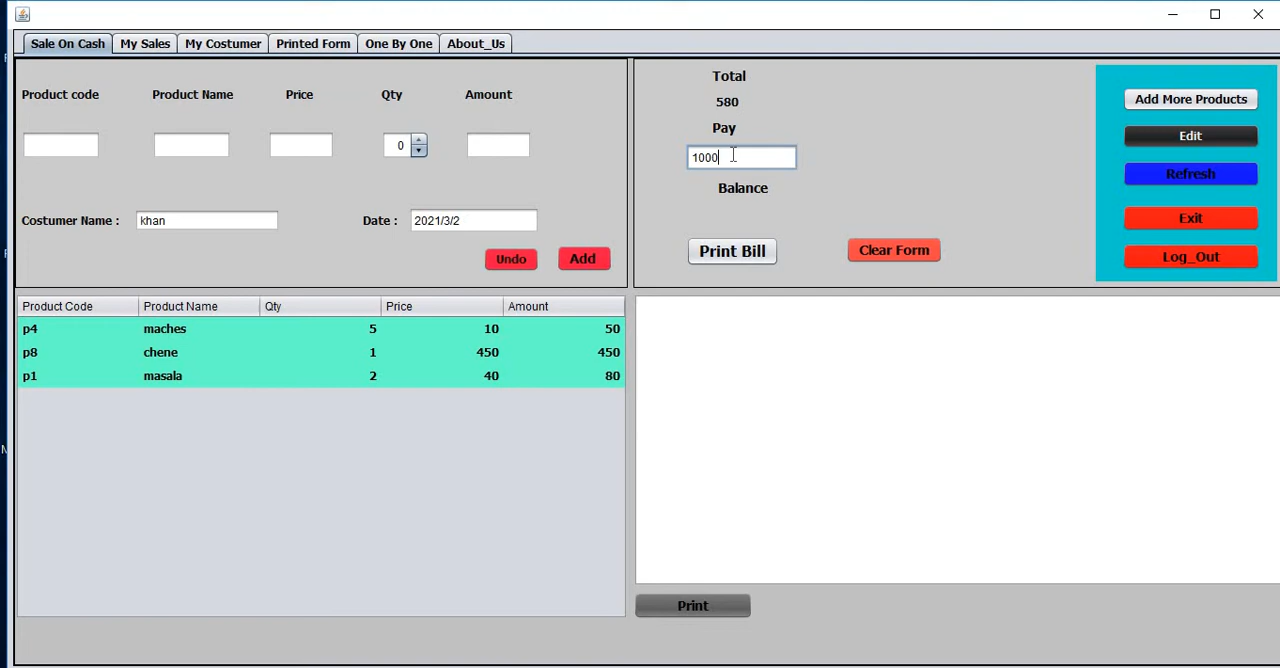 Sale On Cash My Sales My Costumer Printed Form One By One About_Us
Product code Product Name Price Qty Amount
0
Costumer Name : khan Date : 2021/3/2
Undo Add
Total
580
Pay
1000
Balance
Print Bill Clear Form
Add More Products
Edit
Refresh
Exit
Log_Out
Product Code Product Name Qty Price Amount
p4 maches 5 10 50
p8 chene 1 450 450
p1 masala 2 40 80
Print